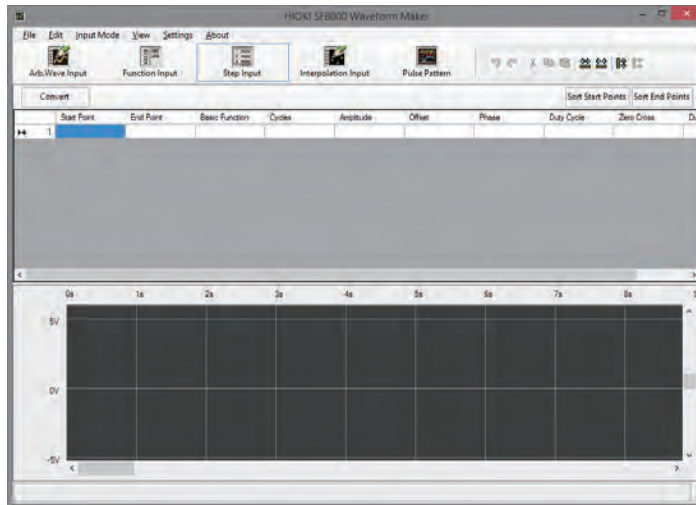 HIOKI SF8000 Waveform Maker
File Edit Input Mode View Settings About
Arb.Wave Input Function Input Step Input Interpolation Input Pulse Pattern
Convert Sort Start Points Sort End Points
Start Point End Point Basic Function Cycles Amplitude Offset Phase Duty Cycle Zero Cross
1
0s 1s 2s 3s 4s 5s 6s 7s 8s
5V
0V
-5V